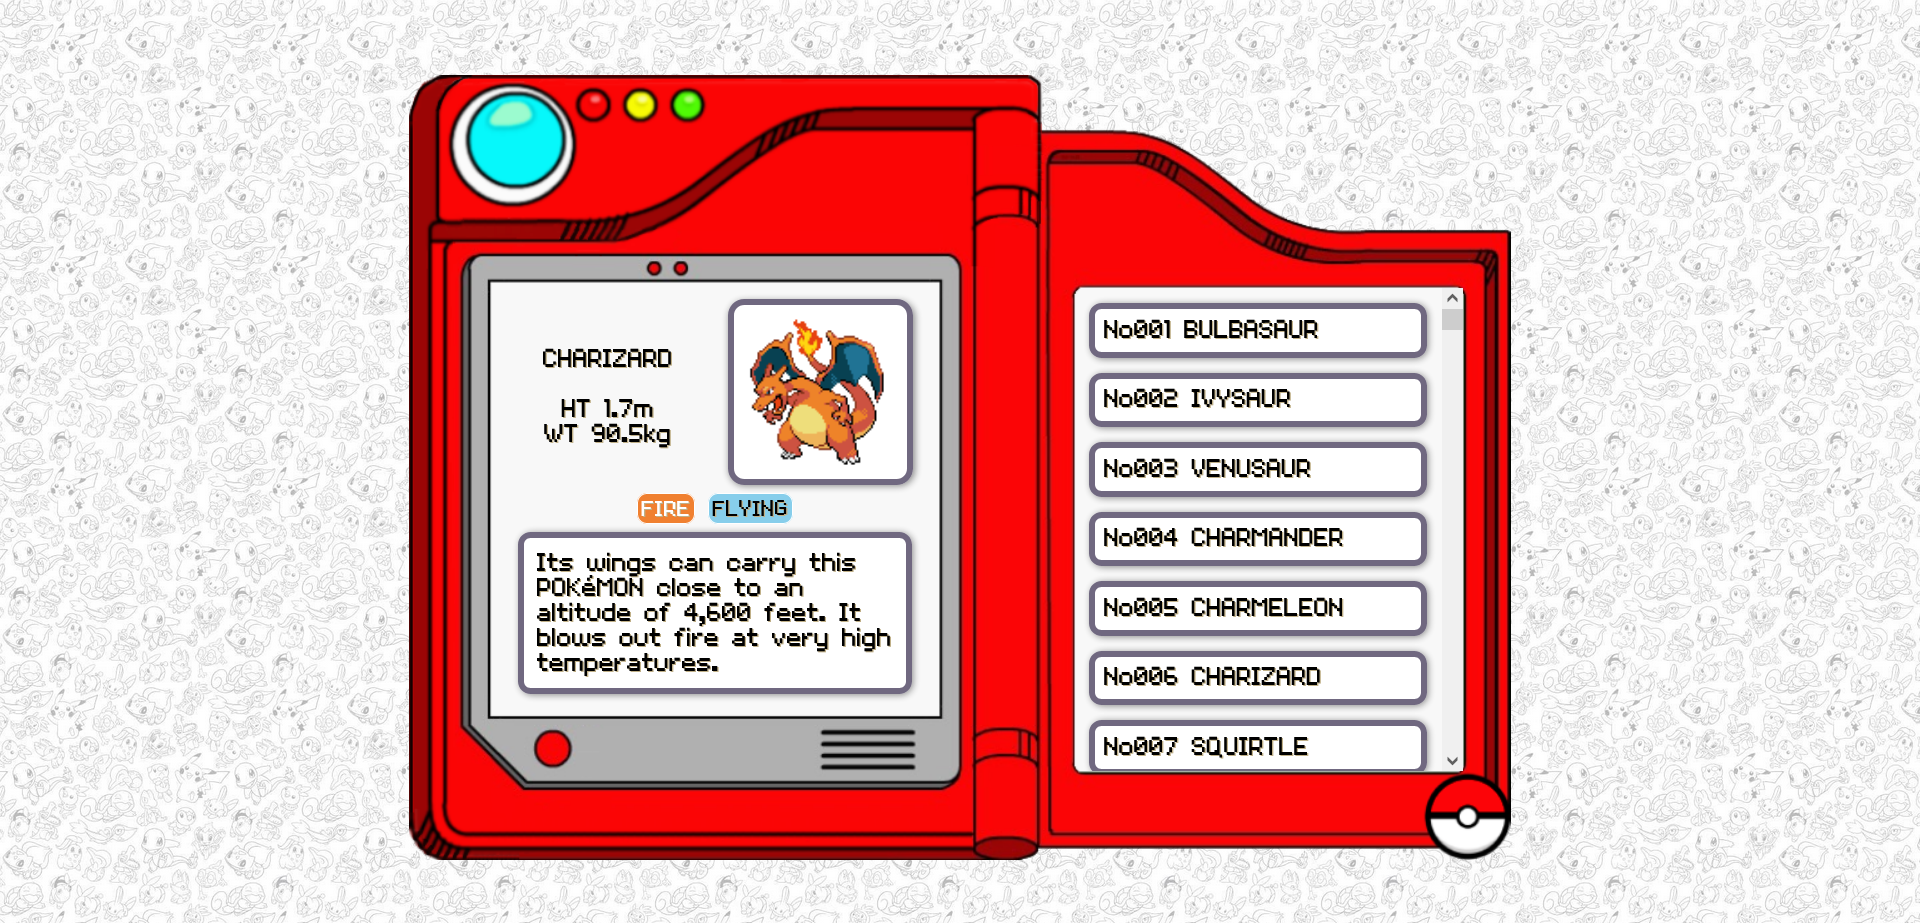 CHARIZARD
HT 1.7m
WT 90.5kg
FIRE FLYING
Its wings can carry this
POKéMON close to an
altitude of 4,600 feet. It
blows out fire at very high
temperatures.
No001 BULBASAUR
No002 IVYSAUR
No003 VENUSAUR
No004 CHARMANDER
No005 CHARMELEON
No006 CHARIZARD
No007 SQUIRTLE